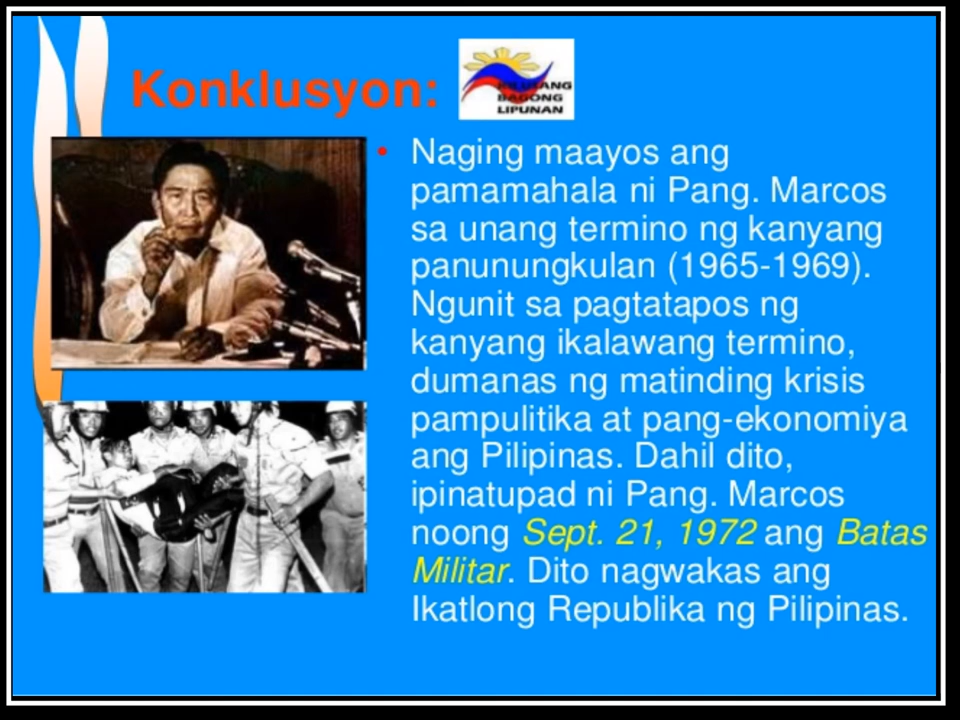 Konklusyon:
BAGONG
LIPUNAN
• Naging maayos ang
pamamahala ni Pang. Marcos
sa unang termino ng kanyang
panunungkulan (1965-1969).
Ngunit sa pagtatapos ng
kanyang ikalawang termino,
dumanas ng matinding krisis
pampulitika at pang-ekonomiya
ang Pilipinas. Dahil dito,
ipinatupad ni Pang. Marcos
noong Sept. 21, 1972 ang Batas
Militar. Dito nagwakas ang
Ikatlong Republika ng Pilipinas.